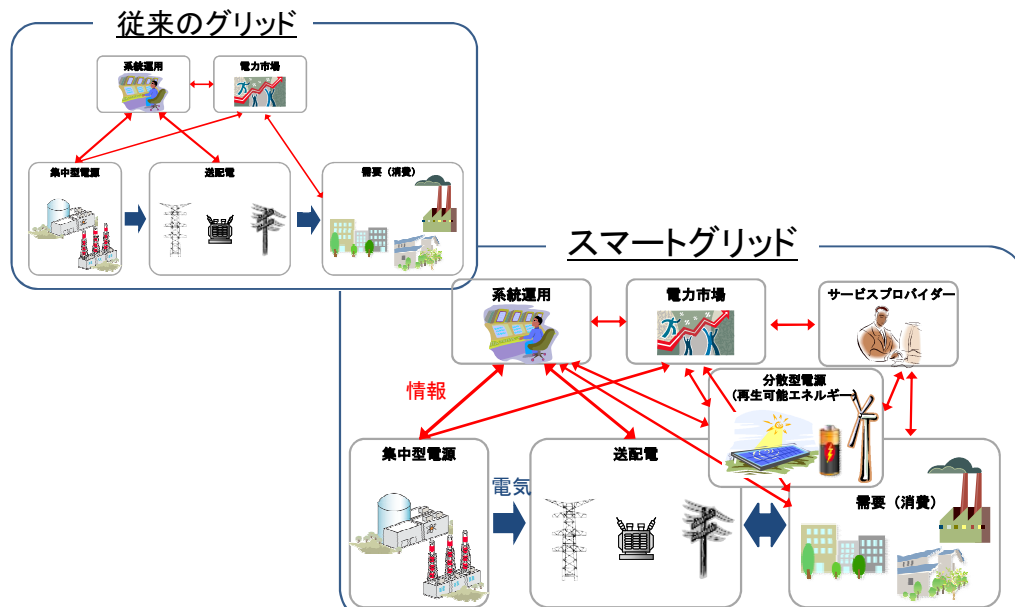 従来のグリッド
系統運用
電力市場
集中型電源
送配電
需要（消費）
スマートグリッド
系統運用
電力市場
サービスプロバイダー
情報
分散型電源
(再生可能エネルギー)
集中型電源
送配電
電気
需要（消費）